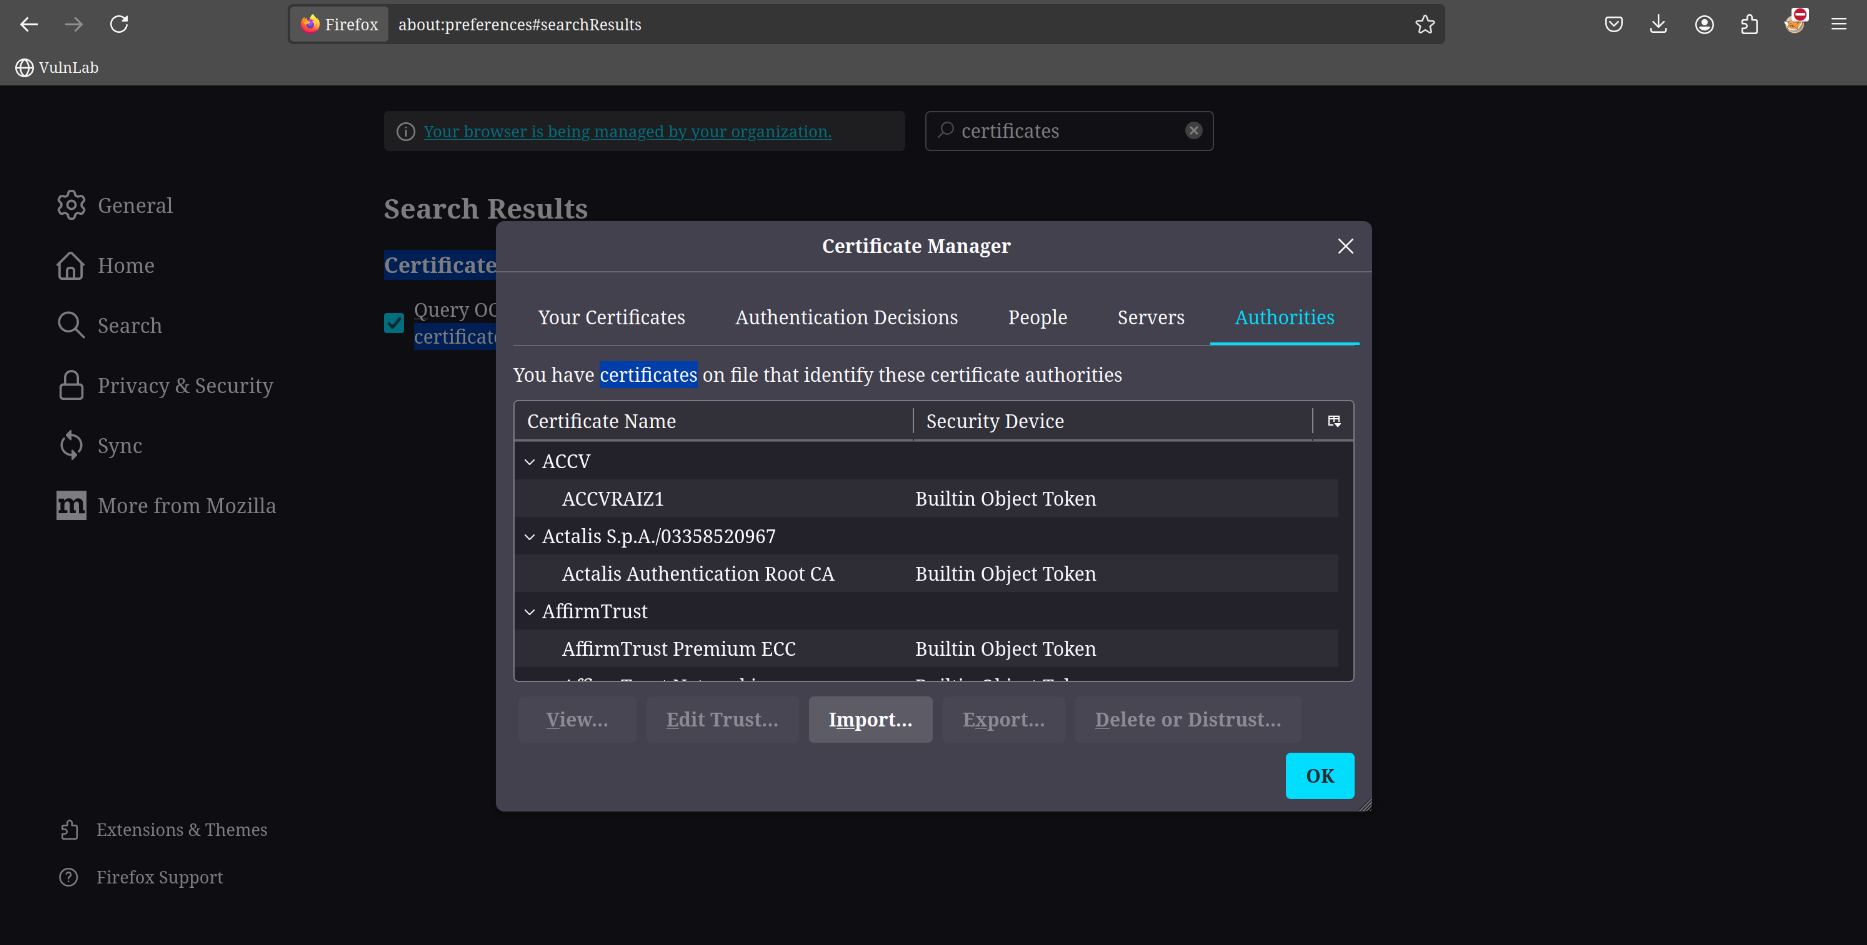 Firefox about:preferences#searchResults
VulnLab
Your browser is being managed by your organization.
certificates
General
Home
Search
Privacy & Security
Sync
More from Mozilla
Extensions & Themes
Firefox Support
Search Results
Certificate
Query OC
certificate
Certificate Manager
Your Certificates Authentication Decisions People Servers Authorities
You have certificates on file that identify these certificate authorities
Certificate Name Security Device
ACCV
ACCVRAIZ1 Builtin Object Token
Actalis S.p.A./03358520967
Actalis Authentication Root CA Builtin Object Token
AffirmTrust
AffirmTrust Premium ECC Builtin Object Token
View... Edit Trust... Import... Export... Delete or Distrust...
OK